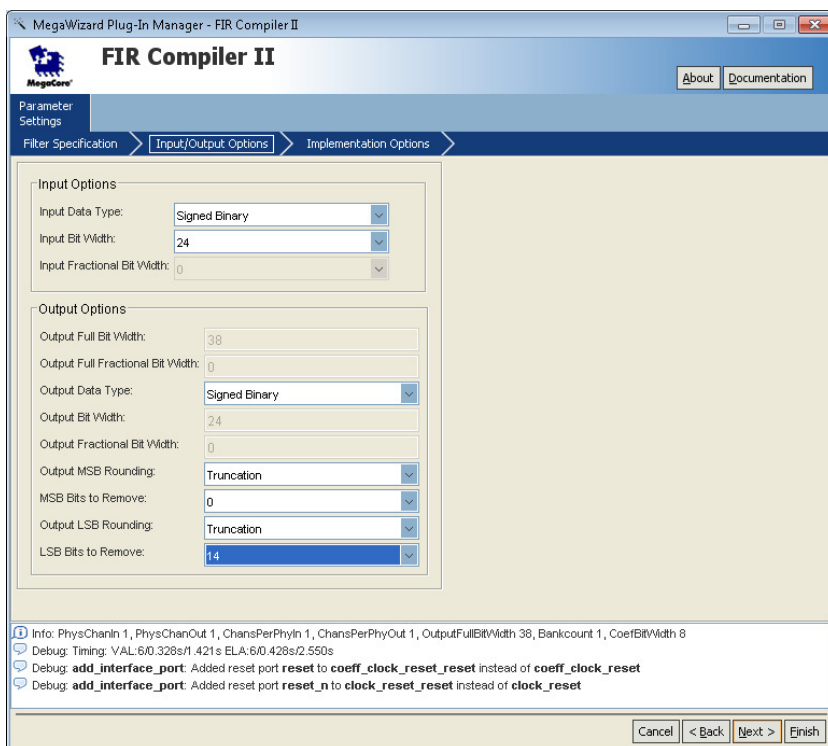 MegaWizard Plug-In Manager - FIR Compiler II
FIR Compiler II
MegaCore®
About
Documentation
Parameter
Settings
Filter Specification
Input/Output Options
Implementation Options
Input Options
Input Data Type: Signed Binary
Input Bit Width: 24
Input Fractional Bit Width: 0
Output Options
Output Full Bit Width: 38
Output Full Fractional Bit Width: 0
Output Data Type: Signed Binary
Output Bit Width: 24
Output Fractional Bit Width: 0
Output MSB Rounding: Truncation
MSB Bits to Remove: 0
Output LSB Rounding: Truncation
LSB Bits to Remove: 14
Info: PhysChanIn 1, PhysChanOut 1, ChansPerPhyIn 1, ChansPerPhyOut 1, OutputFullBitWidth 38, Bankcount 1, CoefBitWidth 8
Debug: Timing: VAL:6/0.328s/1.421s ELA:6/0.428s/2.550s
Debug: add_interface_port: Added reset port reset to coeff_clock_reset_reset instead of coeff_clock_reset
Debug: add_interface_port: Added reset port reset_n to clock_reset_reset instead of clock_reset
Cancel
< Back
Next >
Finish